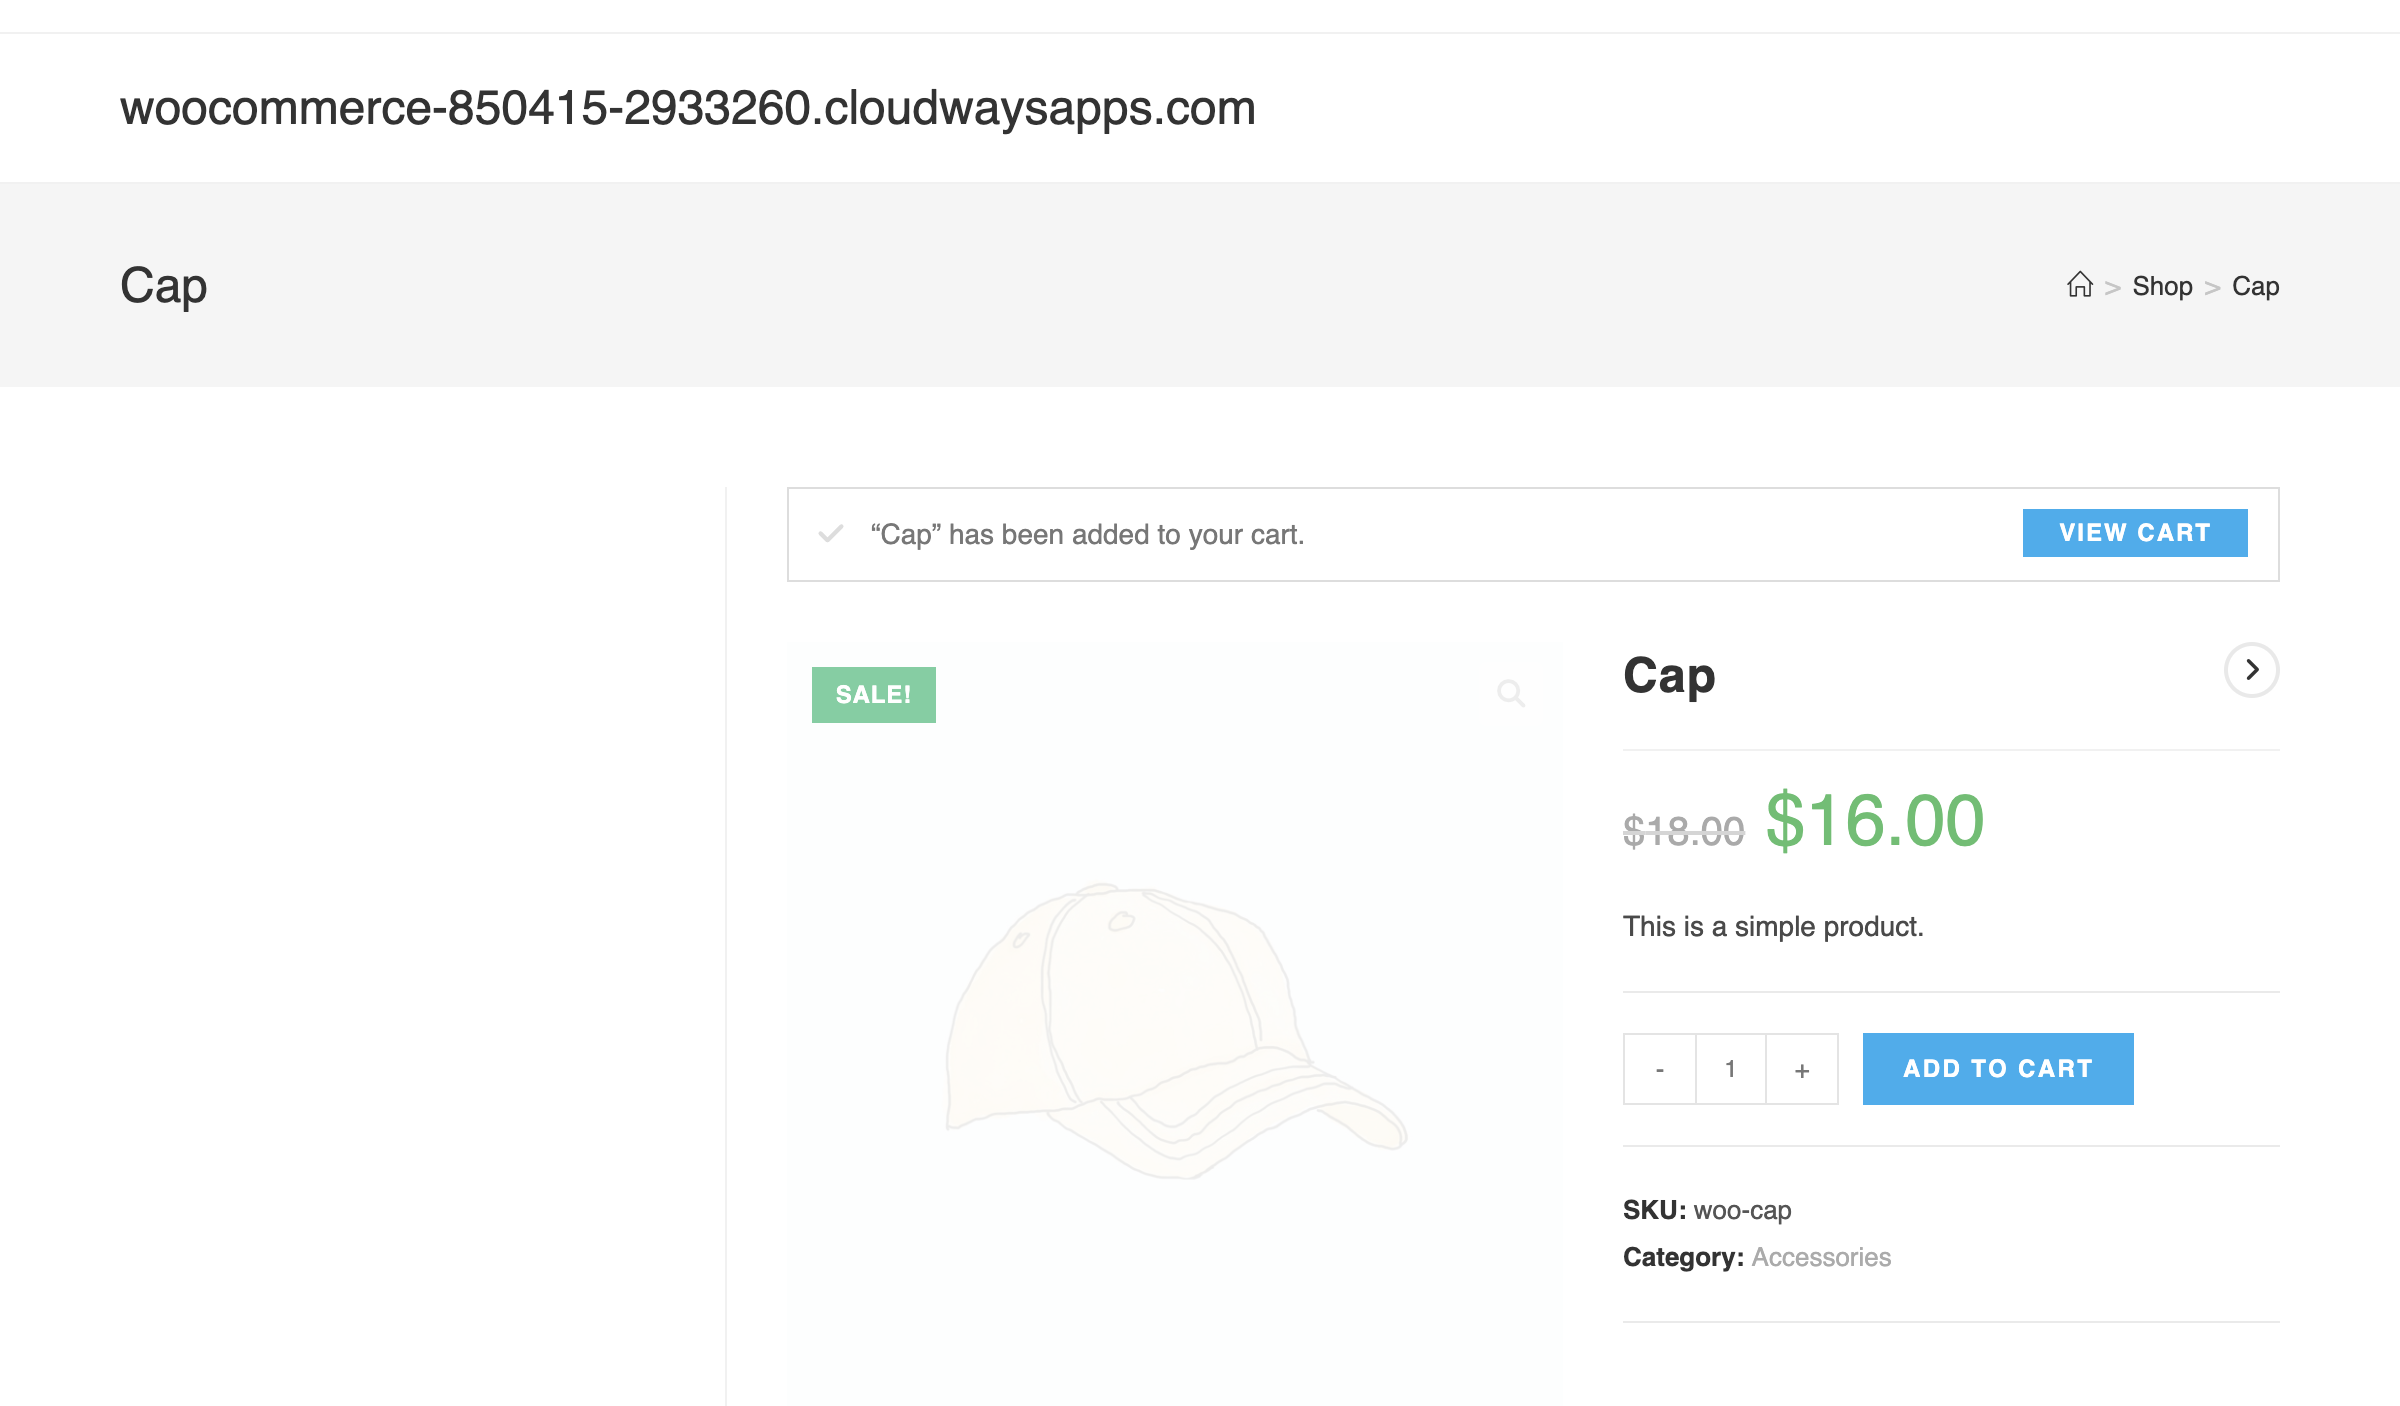 woocommerce-850415-2933260.cloudwaysapps.com
Cap
> Shop > Cap
“Cap” has been added to your cart.
VIEW CART
SALE!
Cap
$18.00 $16.00
This is a simple product.
- 1 +
ADD TO CART
SKU: woo-cap
Category: Accessories